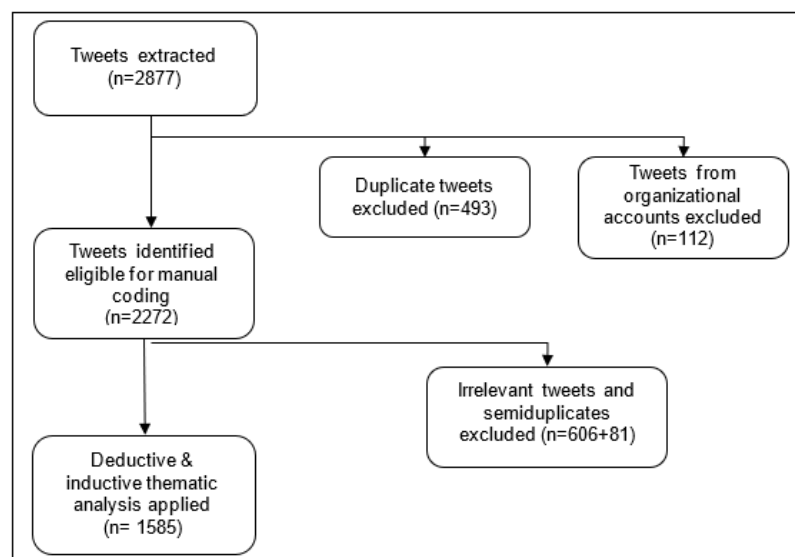 Tweets extracted
(n=2877)
Duplicate tweets
excluded (n=493)
Tweets from
organizational
accounts excluded
(n=112)
Tweets identified
eligible for manual
coding
(n=2272)
Irrelevant tweets and
semiduplicates
excluded (n=606+81)
Deductive &
inductive thematic
analysis applied
(n= 1585)